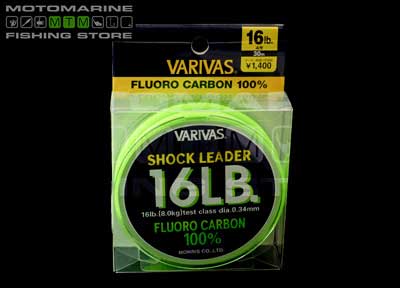 MOTOMARINE
MTM
FISHING STORE
16lb.
30m
¥1,400
VARIVAS®
FLUORO CARBON 100%
VARIVAS®
SHOCK LEADER
16LB.
16lb.(8.0kg)test class dia.0.34mm
FLUORO CARBON
100%
MORRIS CO.,LTD.